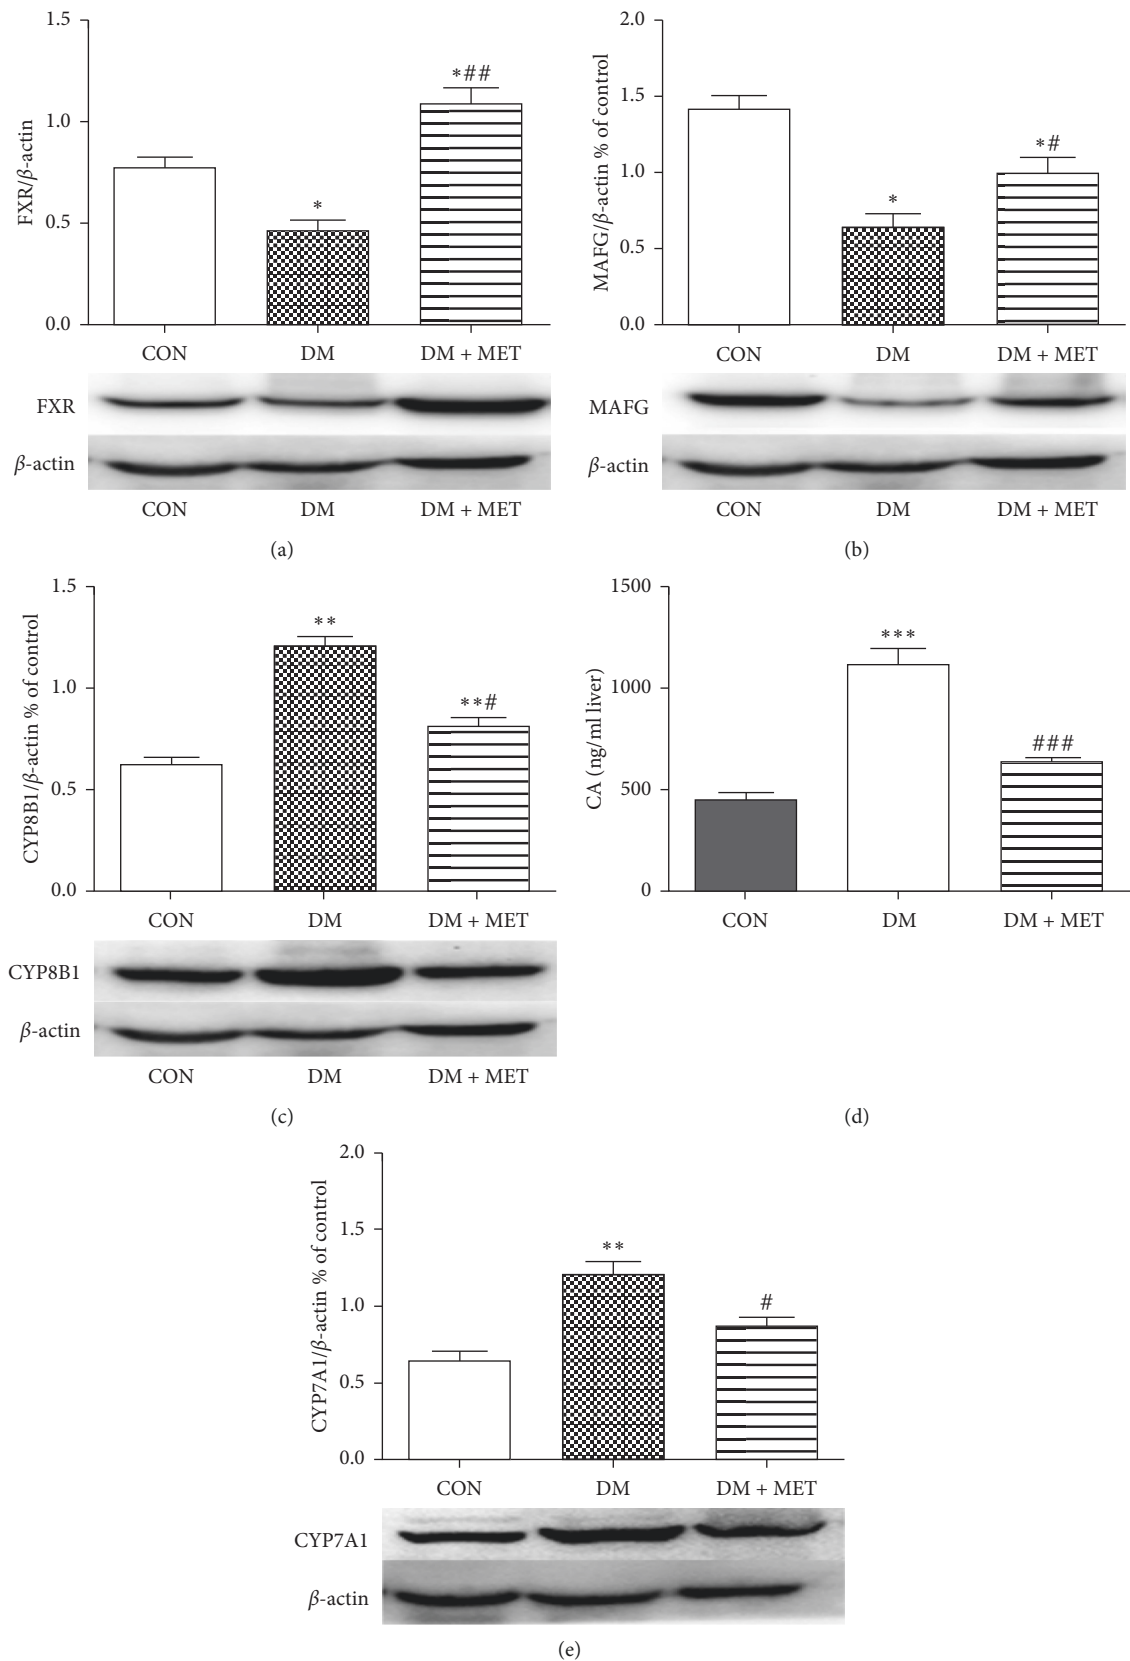 1.5
1.0
0.5
0.0
FXR/β-actin
*
*##
CON DM DM + MET
FXR
β-actin
CON DM DM + MET
(a)
2.0
1.5
1.0
0.5
0.0
MAFG/β-actin % of control
*
*#
CON DM DM + MET
MAFG
β-actin
CON DM DM + MET
(b)
1.5
1.0
0.5
0.0
CYP8B1/β-actin % of control
**
**#
CON DM DM + MET
CYP8B1
β-actin
CON DM DM + MET
(c)
1500
1000
500
0
CA (ng/ml liver)
***
###
CON DM DM + MET
(d)
2.0
1.5
1.0
0.5
0.0
CYP7A1/β-actin % of control
**
#
CON DM DM + MET
CYP7A1
β-actin
(e)